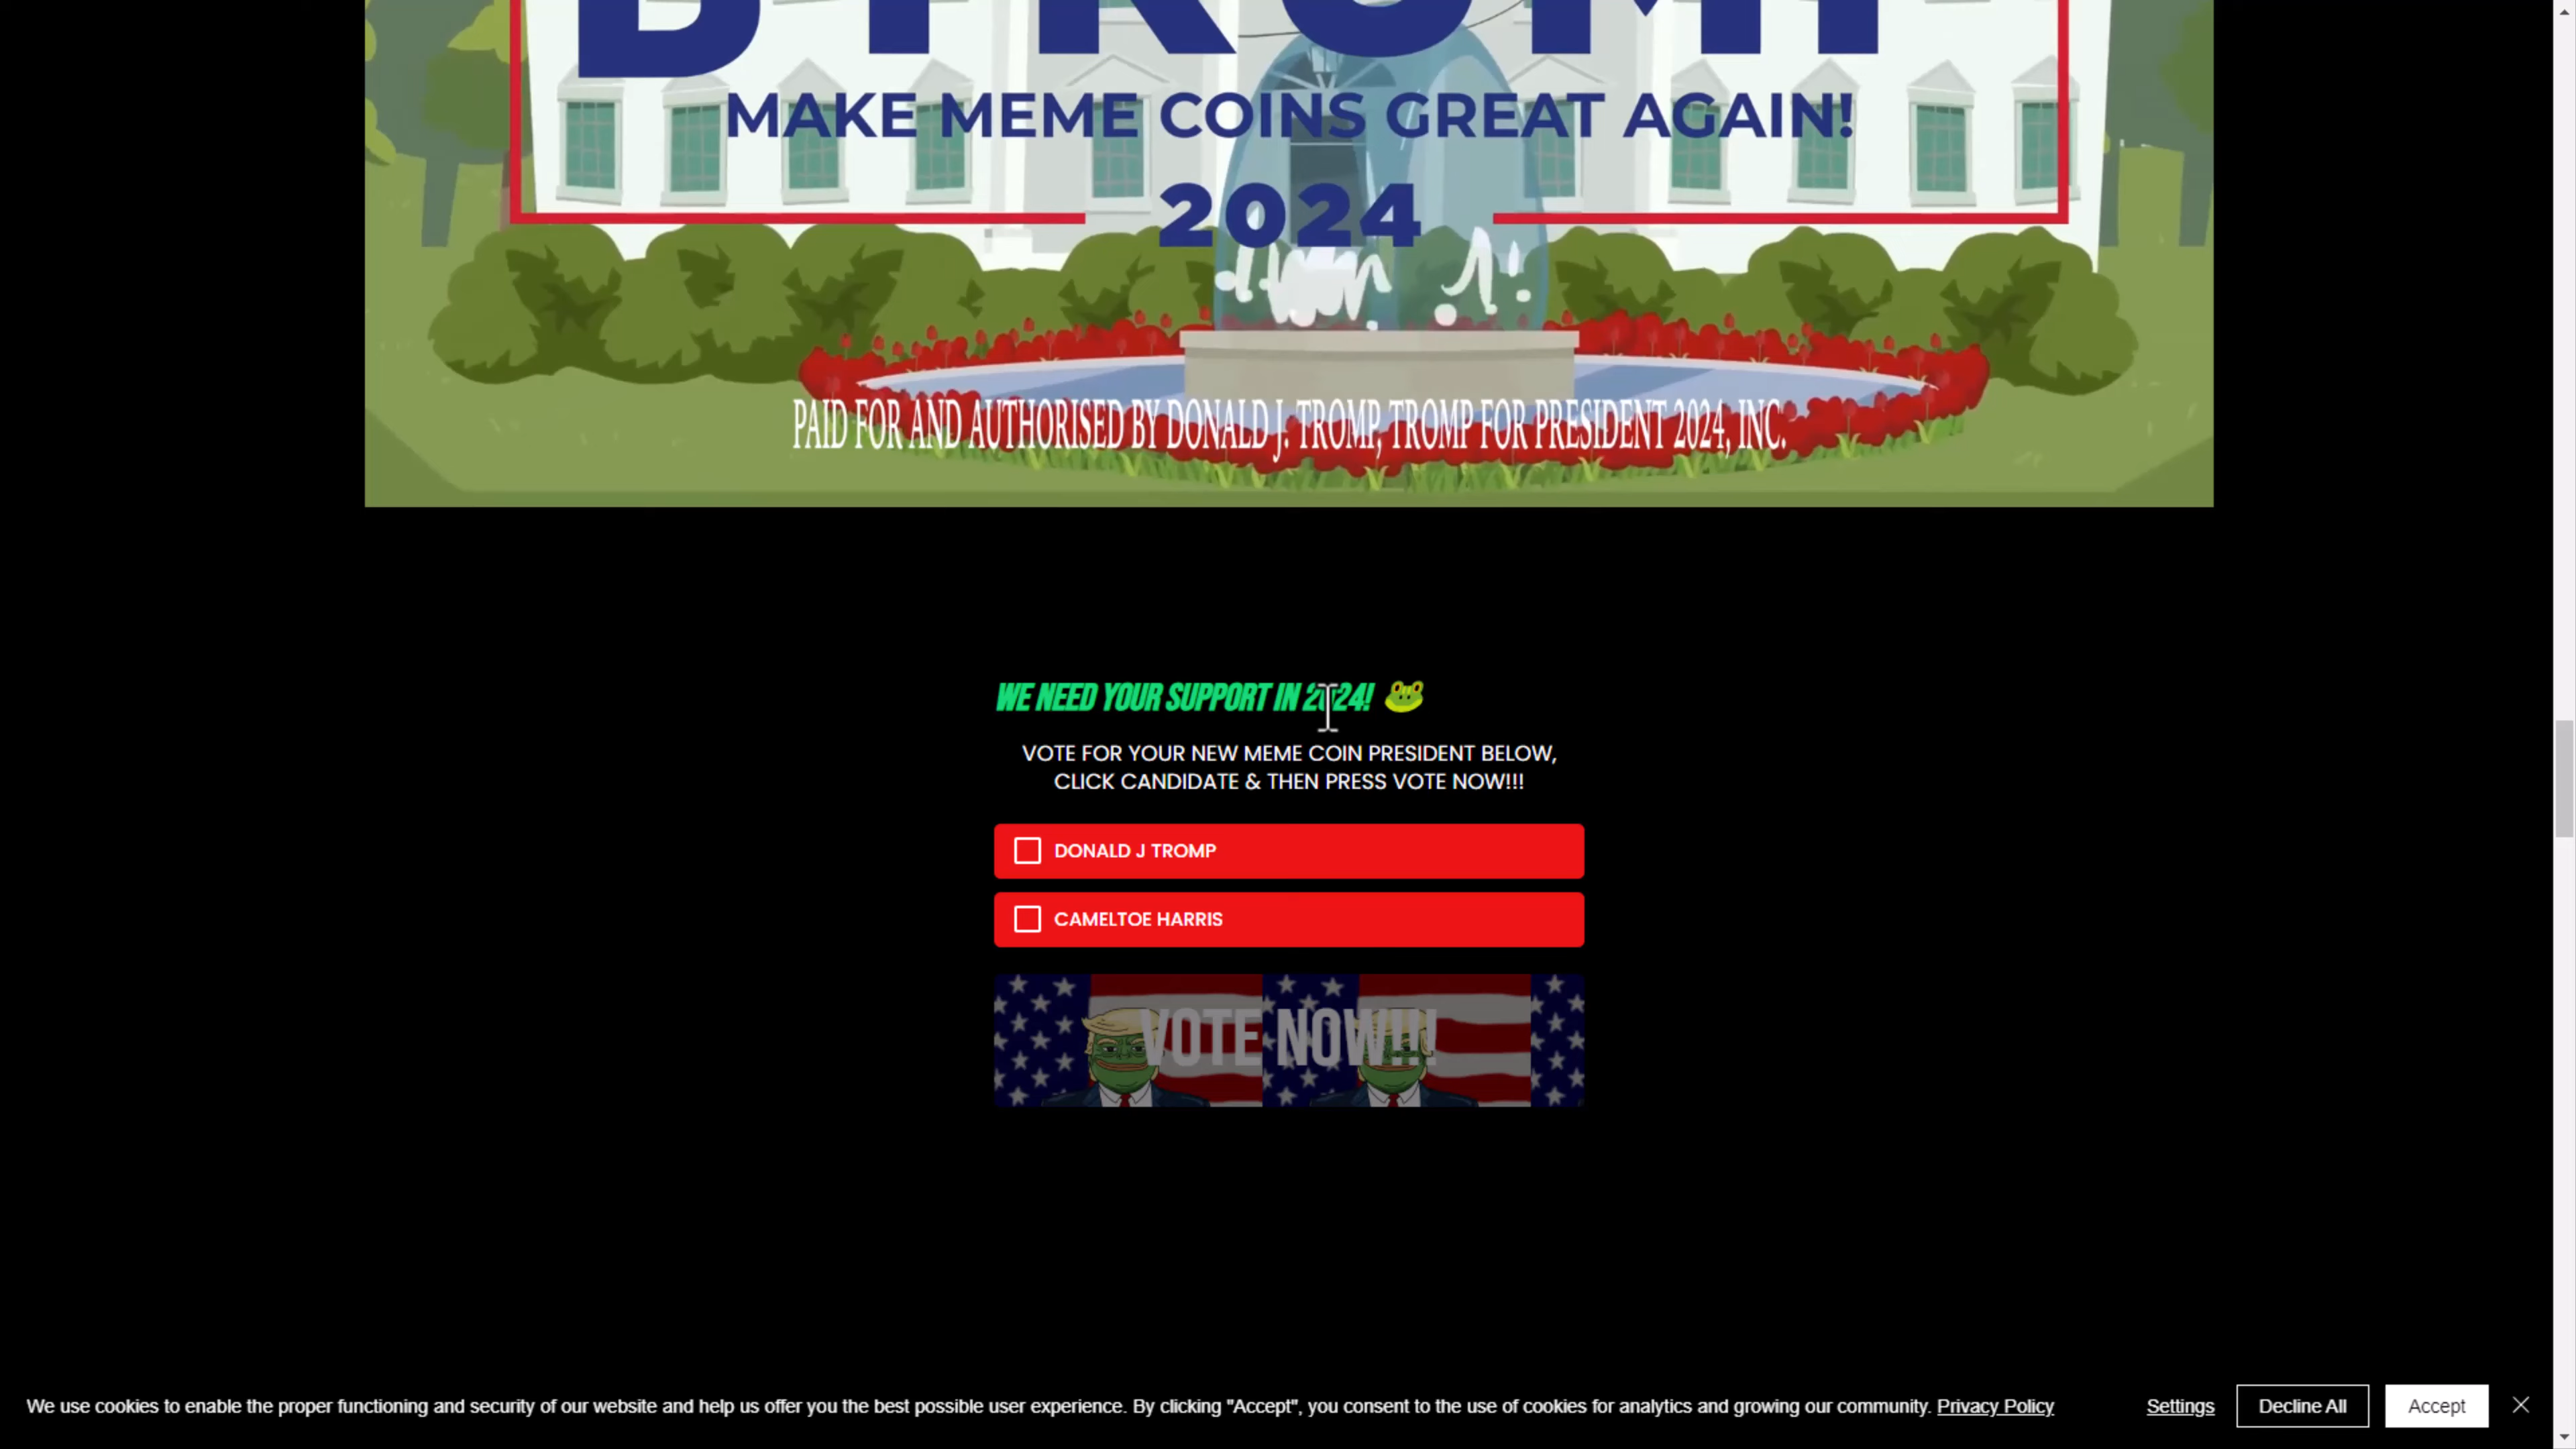 MAKE MEME COINS GREAT AGAIN!
2024
PAID FOR AND AUTHORISED BY DONALD J. TROMP, TROMP FOR PRESIDENT 2024, INC.
WE NEED YOUR SUPPORT IN 2024! 🐸
VOTE FOR YOUR NEW MEME COIN PRESIDENT BELOW,
CLICK CANDIDATE & THEN PRESS VOTE NOW!!!
DONALD J TROMP
CAMELTOE HARRIS
VOTE NOW!!!
We use cookies to enable the proper functioning and security of our website and help us offer you the best possible user experience. By clicking "Accept", you consent to the use of cookies for analytics and growing our community. Privacy Policy
Settings
Decline All
Accept